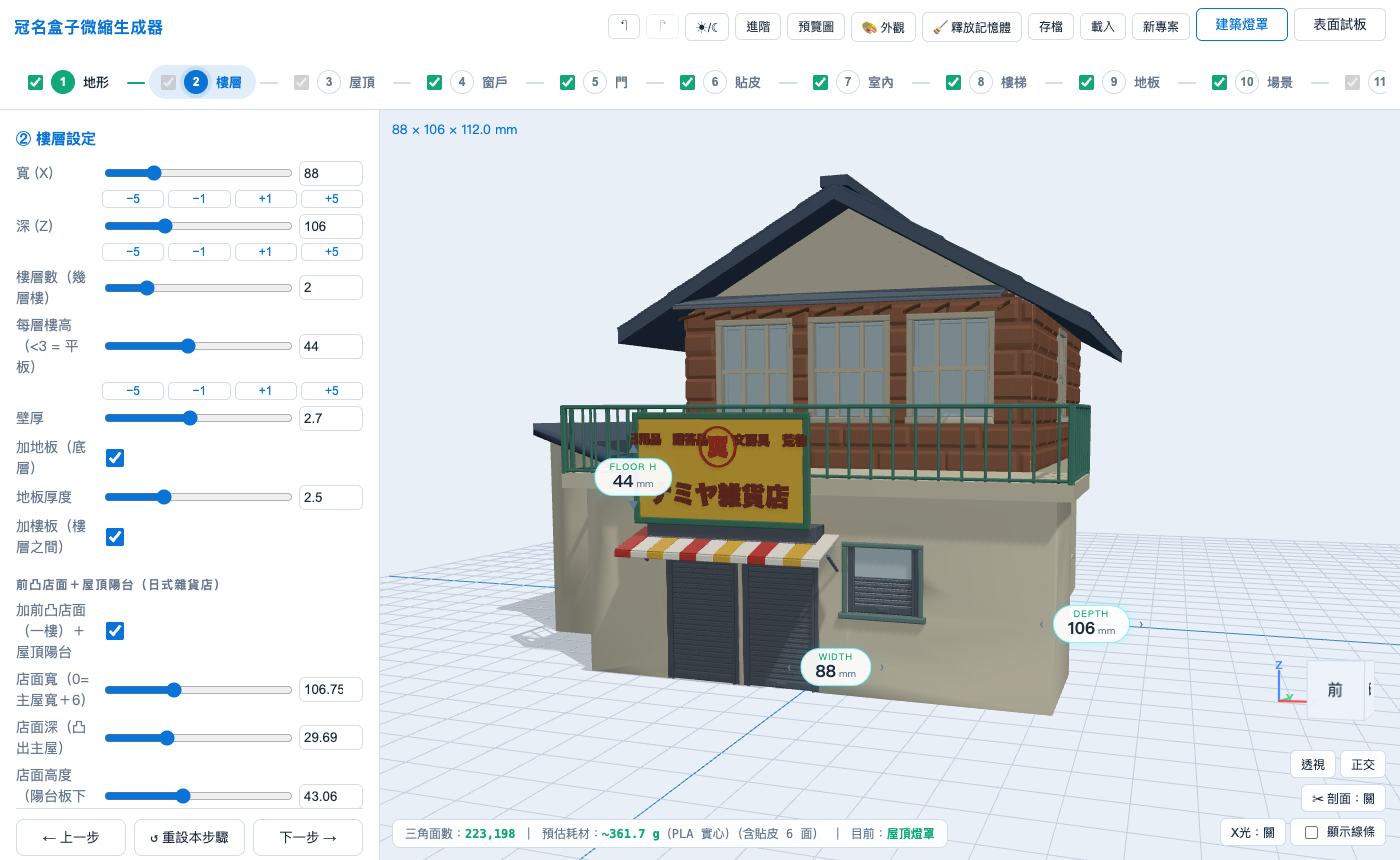 冠名盒子微縮生成器
☀/☾ 進階 預覽圖 🎨 外觀 🧹 釋放記憶體 存檔 載入 新專案 建築燈罩 表面試板
1 地形 2 樓層 3 屋頂 4 窗戶 5 門 6 貼皮 7 室內 8 樓梯 9 地板 10 場景 11
② 樓層設定
88 × 106 × 112.0 mm
寬 (X) 88
−5 −1 +1 +5
深 (Z) 106
−5 −1 +1 +5
樓層數（幾
層樓） 2
每層樓高
（<3 = 平
板） 44
−5 −1 +1 +5
壁厚 2.7
加地板（底
層）
地板厚度 2.5
加樓板（樓
層之間）
前凸店面＋屋頂陽台（日式雜貨店）
加前凸店面
（一樓）＋
屋頂陽台
店面寬（0=
主屋寬＋6） 106.75
店面深（凸
出主屋） 29.69
店面高度
（陽台板下 43.06
← 上一步 ↺ 重設本步驟 下一步 →
文房具
ミヤ雑貨店
FLOOR H
44 mm
DEPTH
106 mm
WIDTH
88 mm
Z
Y
前
透視 正交
✂ 剖面：關
X光：關 顯示線條
三角面數：223,198 | 預估耗材：~361.7 g (PLA 實心) (含貼皮 6 面) | 目前：屋頂燈罩